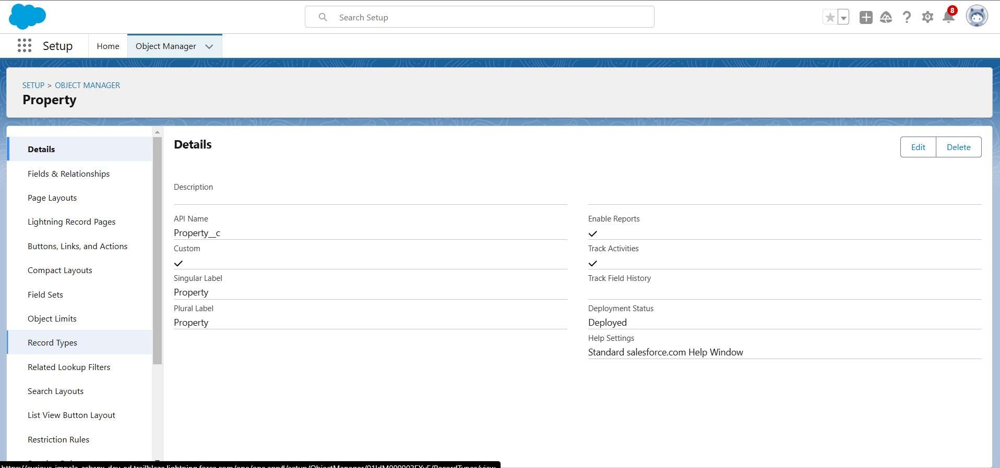 Search Setup
8
Setup
Home
Object Manager
SETUP > OBJECT MANAGER
Property
Details
Fields & Relationships
Page Layouts
Lightning Record Pages
Buttons, Links, and Actions
Compact Layouts
Field Sets
Object Limits
Record Types
Related Lookup Filters
Search Layouts
List View Button Layout
Restriction Rules
Details
Edit
Delete
Description
API Name
Property__c
Custom
Singular Label
Property
Plural Label
Property
Enable Reports
Track Activities
Track Field History
Deployment Status
Deployed
Help Settings
Standard salesforce.com Help Window